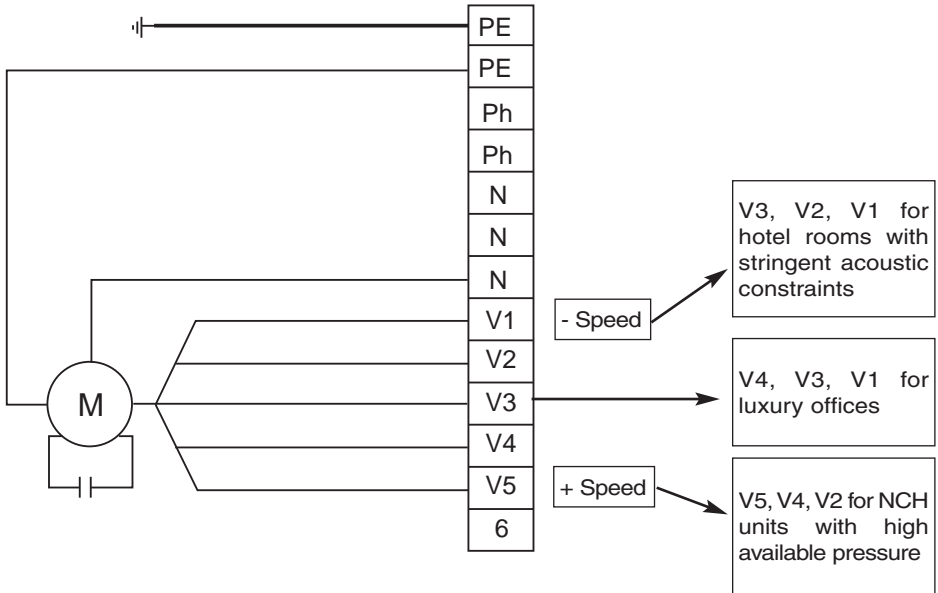 PE
PE
Ph
Ph
N
N
N
V1
V2
V3
V4
V5
6
M
- Speed
+ Speed
V3, V2, V1 for
hotel rooms with
stringent acoustic
constraints
V4, V3, V1 for
luxury offices
V5, V4, V2 for NCH
units with high
available pressure